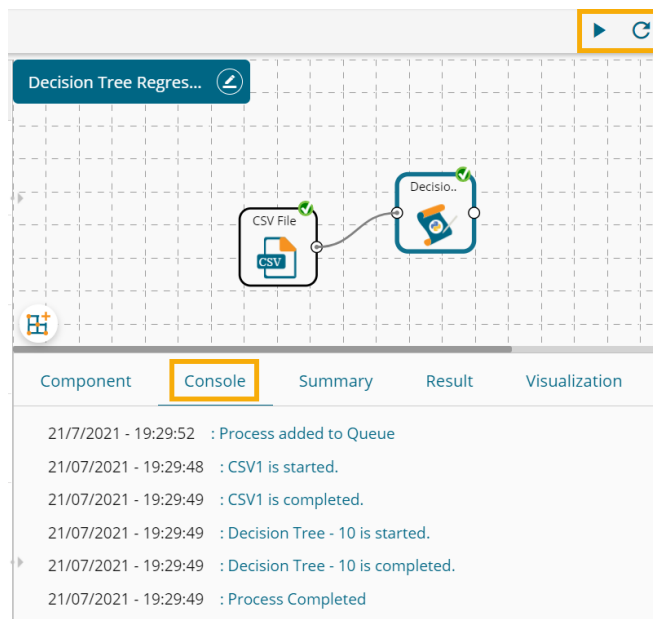 Decision Tree Regres...
Decisio..
CSV File
CSV
Component Console Summary Result Visualization
21/7/2021 - 19:29:52 : Process added to Queue
21/07/2021 - 19:29:48 : CSV1 is started.
21/07/2021 - 19:29:49 : CSV1 is completed.
21/07/2021 - 19:29:49 : Decision Tree - 10 is started.
21/07/2021 - 19:29:49 : Decision Tree - 10 is completed.
21/07/2021 - 19:29:49 : Process Completed